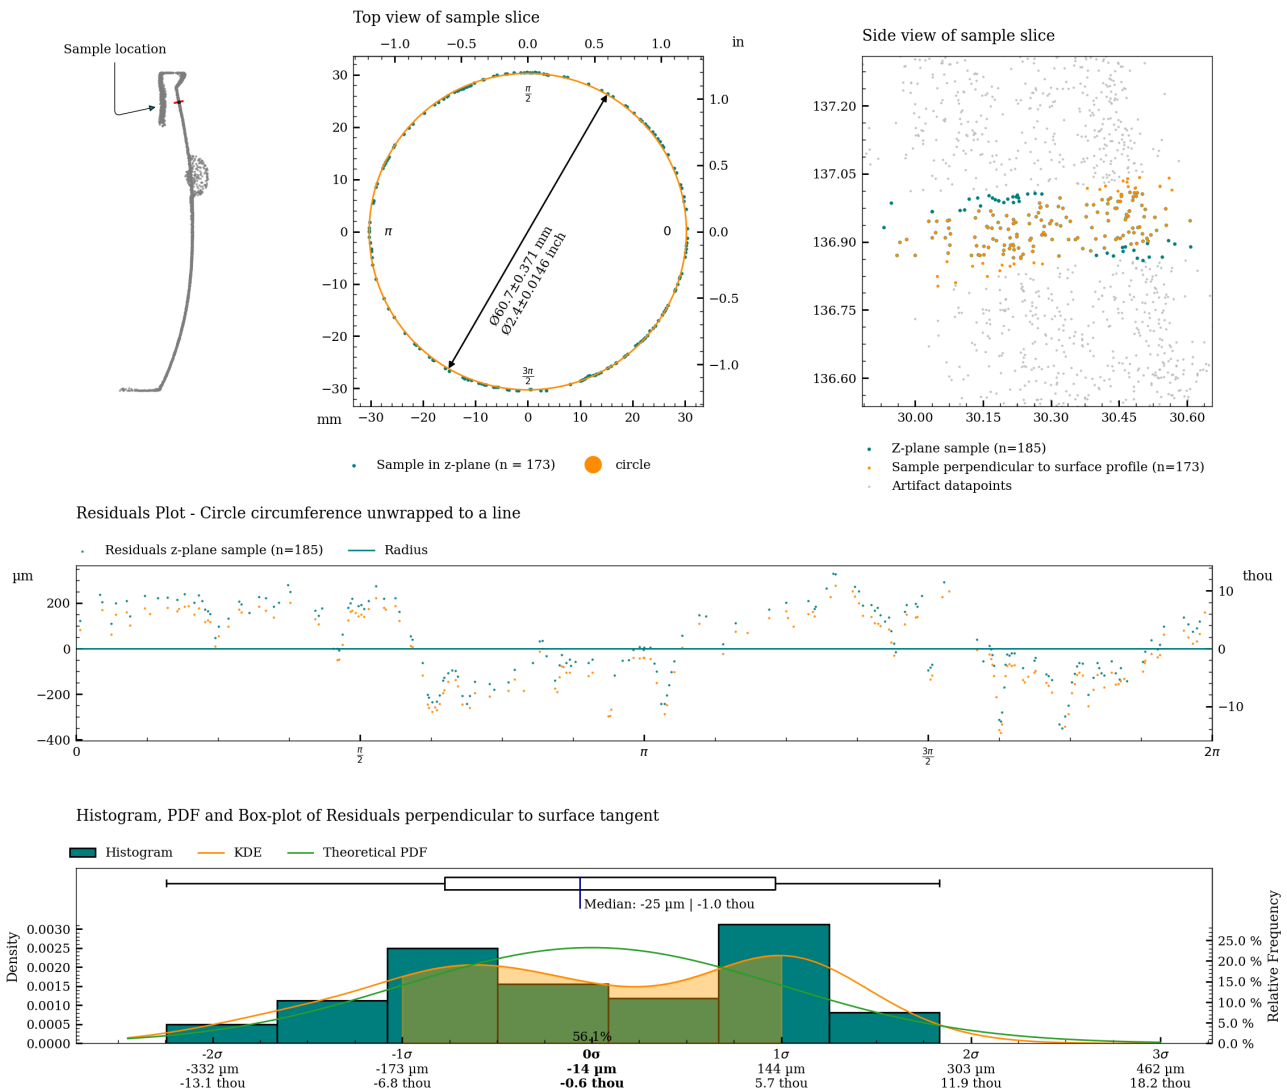 Sample location
Top view of sample slice
−1.0 −0.5 0.0 0.5 1.0 in
30
20
10
0
−10
−20
−30
mm
1.0
0.5
0.0
−0.5
−1.0
π/2
π
0
3π/2
Ø60.7±0.371 mm
Ø2.4±0.0146 inch
−30 −20 −10 0 10 20 30
Sample in z-plane (n = 173) circle
Side view of sample slice
137.20
137.05
136.90
136.75
136.60
30.00 30.15 30.30 30.45 30.60
Z-plane sample (n=185)
Sample perpendicular to surface profile (n=173)
Artifact datapoints
Residuals Plot - Circle circumference unwrapped to a line
Residuals z-plane sample (n=185) Radius
µm thou
200
0
−200
−400
10
0
−10
0 π/2 π 3π/2 2π
Histogram, PDF and Box-plot of Residuals perpendicular to surface tangent
Histogram KDE Theoretical PDF
Median: -25 µm | -1.0 thou
Density
0.0030
0.0025
0.0020
0.0015
0.0010
0.0005
0.0000
Relative Frequency
25.0 %
20.0 %
15.0 %
10.0 %
5.0 %
0.0 %
56.1%
-2σ -1σ 0σ 1σ 2σ 3σ
-332 µm -173 µm -14 µm 144 µm 303 µm 462 µm
-13.1 thou -6.8 thou -0.6 thou 5.7 thou 11.9 thou 18.2 thou